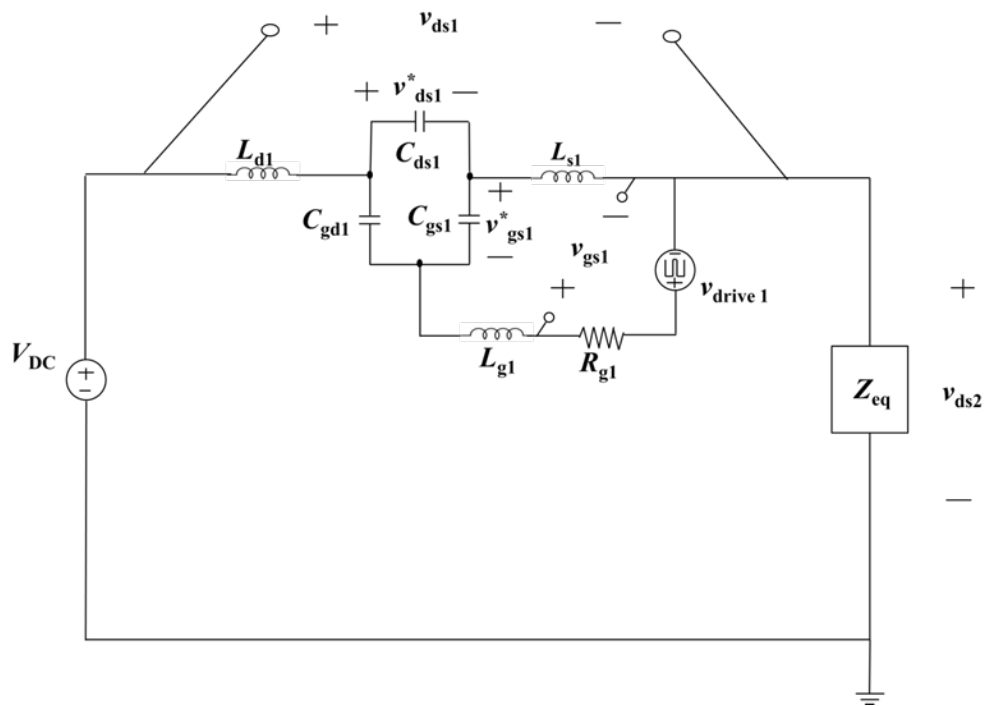 + v_ds1 −
+ v*_ds1 −
C_ds1
L_d1
L_s1
C_gd1
C_gs1
+
v*_gs1
−
−
v_gs1
+
−
+
v_drive 1
L_g1
R_g1
V_DC
+
−
Z_eq
+
v_ds2
−